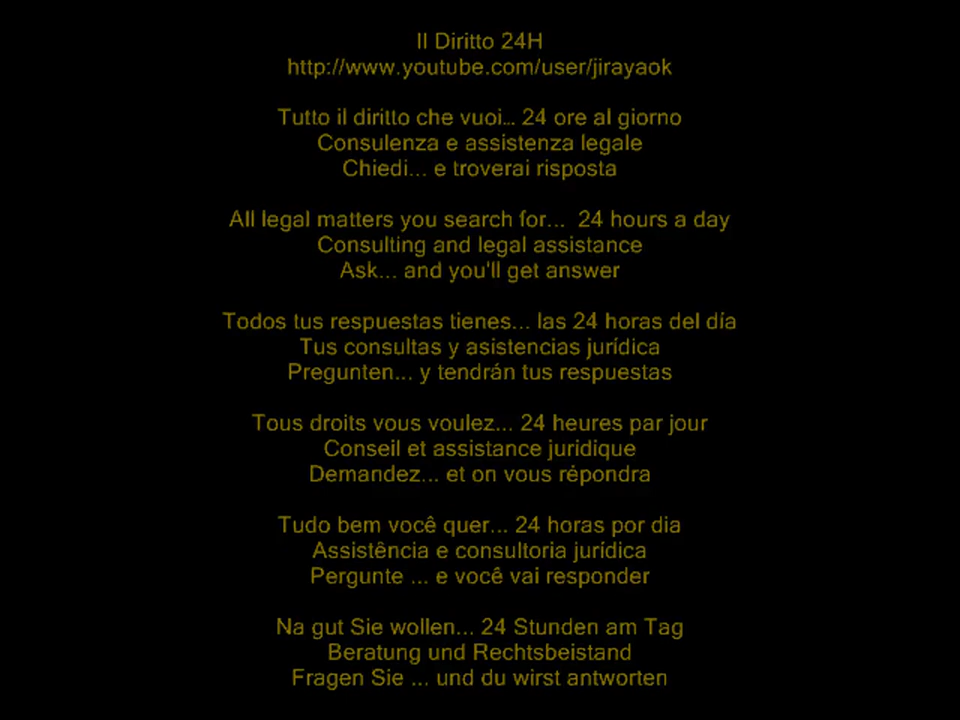 Il Diritto 24H
http://www.youtube.com/user/jirayaok
Tutto il diritto che vuoi... 24 ore al giorno
Consulenza e assistenza legale
Chiedi... e troverai risposta
All legal matters you search for...  24 hours a day
Consulting and legal assistance
Ask... and you'll get answer
Todos tus respuestas tienes... las 24 horas del día
Tus consultas y asistencias jurídica
Pregunten... y tendrán tus respuestas
Tous droits vous voulez... 24 heures par jour
Conseil et assistance juridique
Demandez... et on vous répondra
Tudo bem você quer... 24 horas por dia
Assistência e consultoria jurídica
Pergunte ... e você vai responder
Na gut Sie wollen... 24 Stunden am Tag
Beratung und Rechtsbeistand
Fragen Sie ... und du wirst antworten